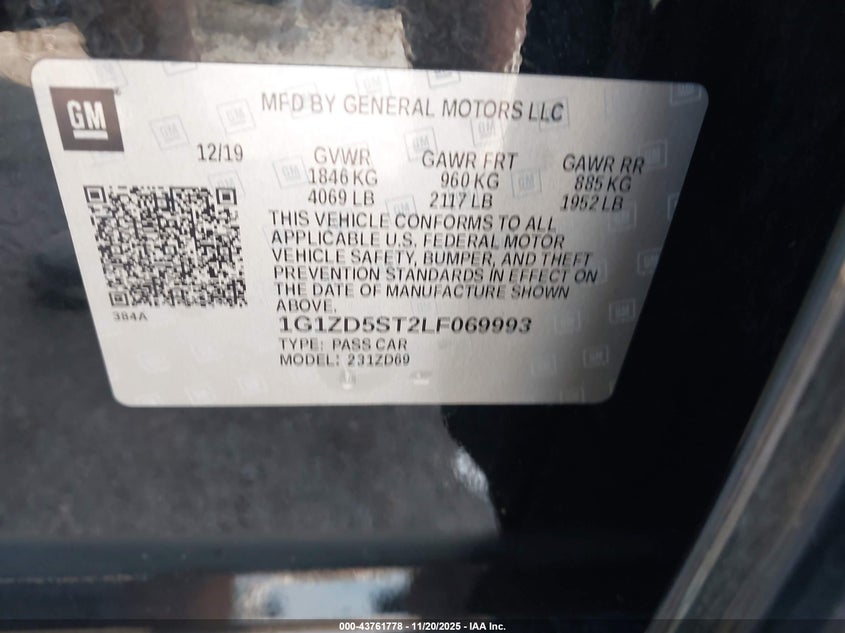 GM
MFD BY GENERAL MOTORS LLC
12/19 GVWR GAWR FRT GAWR RR
1846 KG 960 KG 885 KG
4069 LB 2117 LB 1952 LB
THIS VEHICLE CONFORMS TO ALL
APPLICABLE U.S. FEDERAL MOTOR
VEHICLE SAFETY, BUMPER, AND THEFT
PREVENTION STANDARDS IN EFFECT ON
THE DATE OF MANUFACTURE SHOWN
ABOVE.
384A
1G1ZD5ST2LF069993
TYPE: PASS CAR
MODEL: 231ZD69
000-43761778 - 11/20/2025 - IAA Inc.